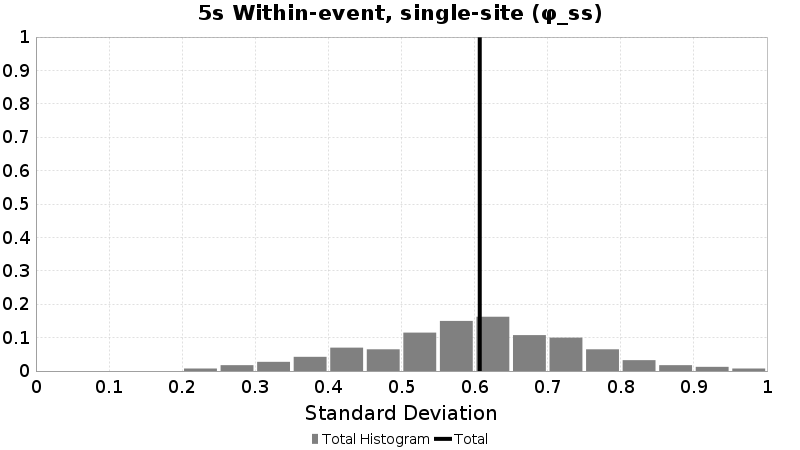 5s Within-event, single-site (φ_ss)
1
0.9
0.8
0.7
0.6
0.5
0.4
0.3
0.2
0.1
0
0 0.1 0.2 0.3 0.4 0.5 0.6 0.7 0.8 0.9 1
Standard Deviation
Total Histogram Total